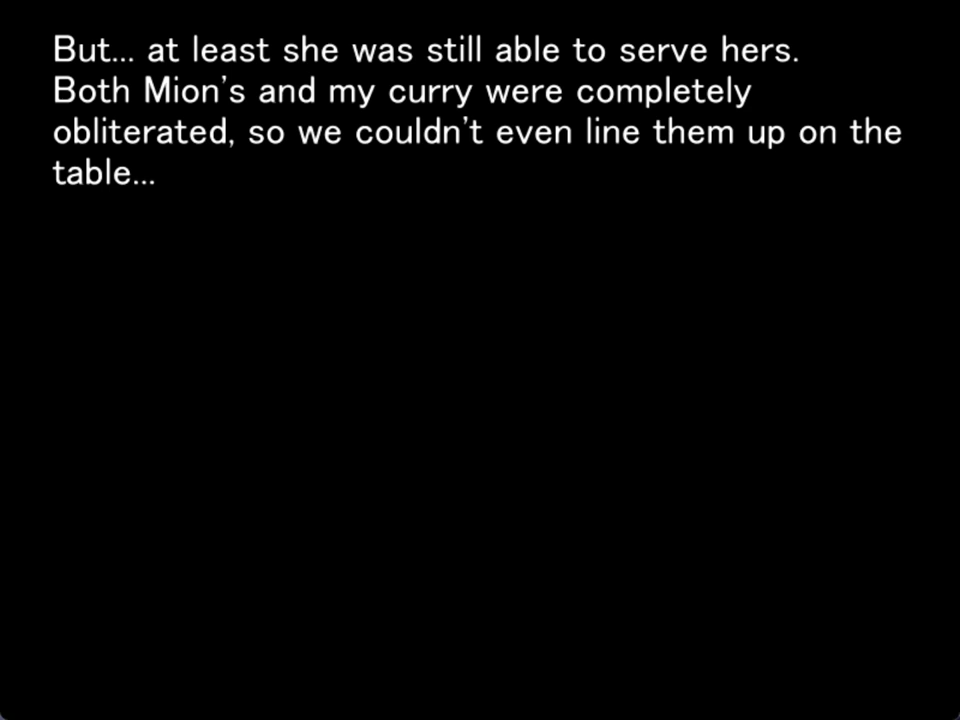 But... at least she was still able to serve hers.
Both Mion's and my curry were completely
obliterated, so we couldn't even line them up on the
table...